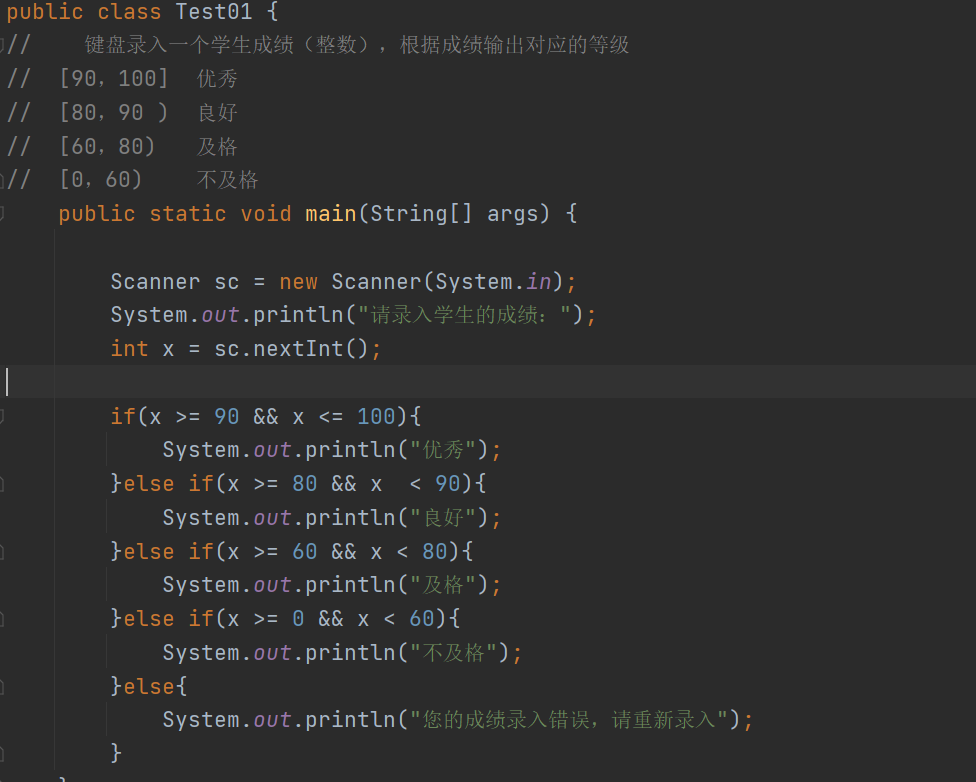 public class Test01 {
//    键盘录入一个学生成绩（整数），根据成绩输出对应的等级
//  [90，100]  优秀
//  [80，90 ）  良好
//  [60，80)   及格
//  [0，60)    不及格
    public static void main(String[] args) {
        Scanner sc = new Scanner(System.in);
        System.out.println("请录入学生的成绩：");
        int x = sc.nextInt();
        if(x >= 90 && x <= 100){
            System.out.println("优秀");
        }else if(x >= 80 && x  < 90){
            System.out.println("良好");
        }else if(x >= 60 && x < 80){
            System.out.println("及格");
        }else if(x >= 0 && x < 60){
            System.out.println("不及格");
        }else{
            System.out.println("您的成绩录入错误，请重新录入");
        }